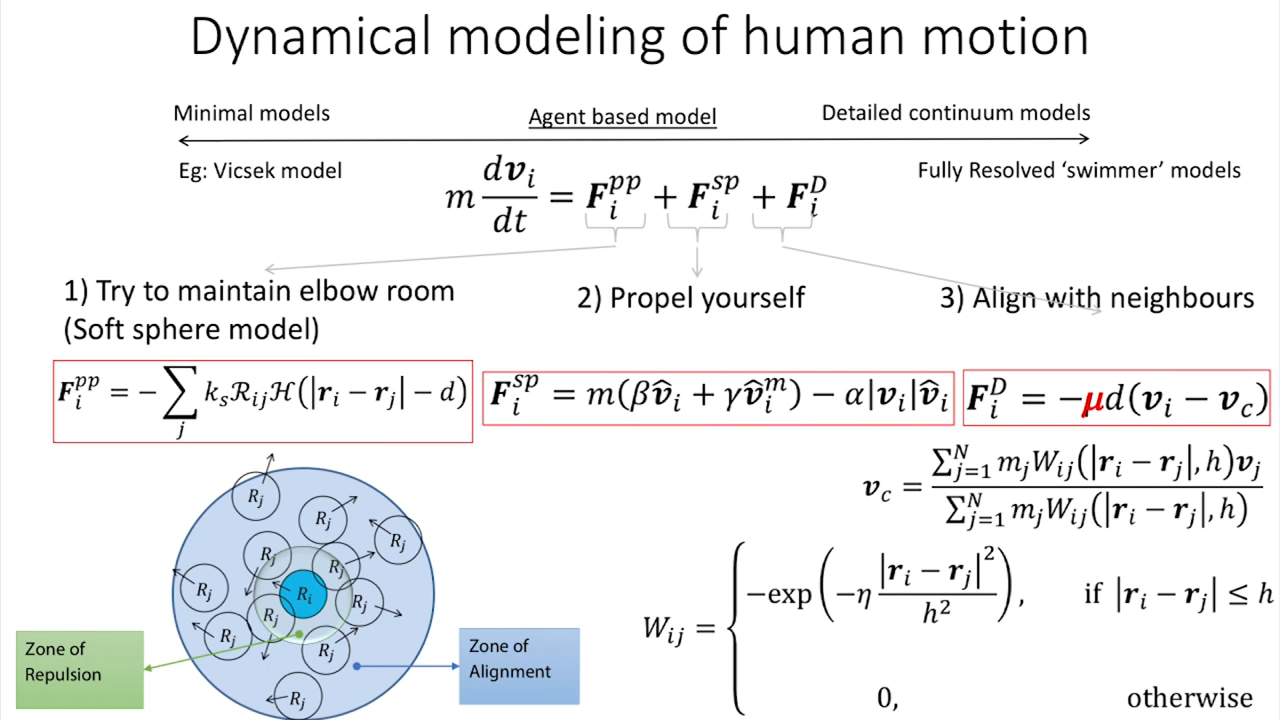 Dynamical modeling of human motion
Minimal models
Agent based model
Detailed continuum models
Eg: Vicsek model
Fully Resolved ‘swimmer’ models
m dv_i/dt = F_i^pp + F_i^sp + F_i^D
1) Try to maintain elbow room
(Soft sphere model)
2) Propel yourself
3) Align with neighbours
F_i^pp = −∑_j k_s ℛ_ij ℋ(|r_i − r_j| − d)
F_i^sp = m(βv̂_i + γv̂_i^m) − α|v_i|v̂_i
F_i^D = −μd(v_i − v_c)
v_c = ∑_{j=1}^N m_j W_ij(|r_i − r_j|, h)v_j / ∑_{j=1}^N m_j W_ij(|r_i − r_j|, h)
W_ij = { −exp(−η |r_i − r_j|^2 / h^2), if |r_i − r_j| ≤ h
0, otherwise
R_j
R_j
R_j
R_j
R_j
R_j
R_i
R_j
R_j
R_j
R_j
R_j
Zone of
Repulsion
Zone of
Alignment